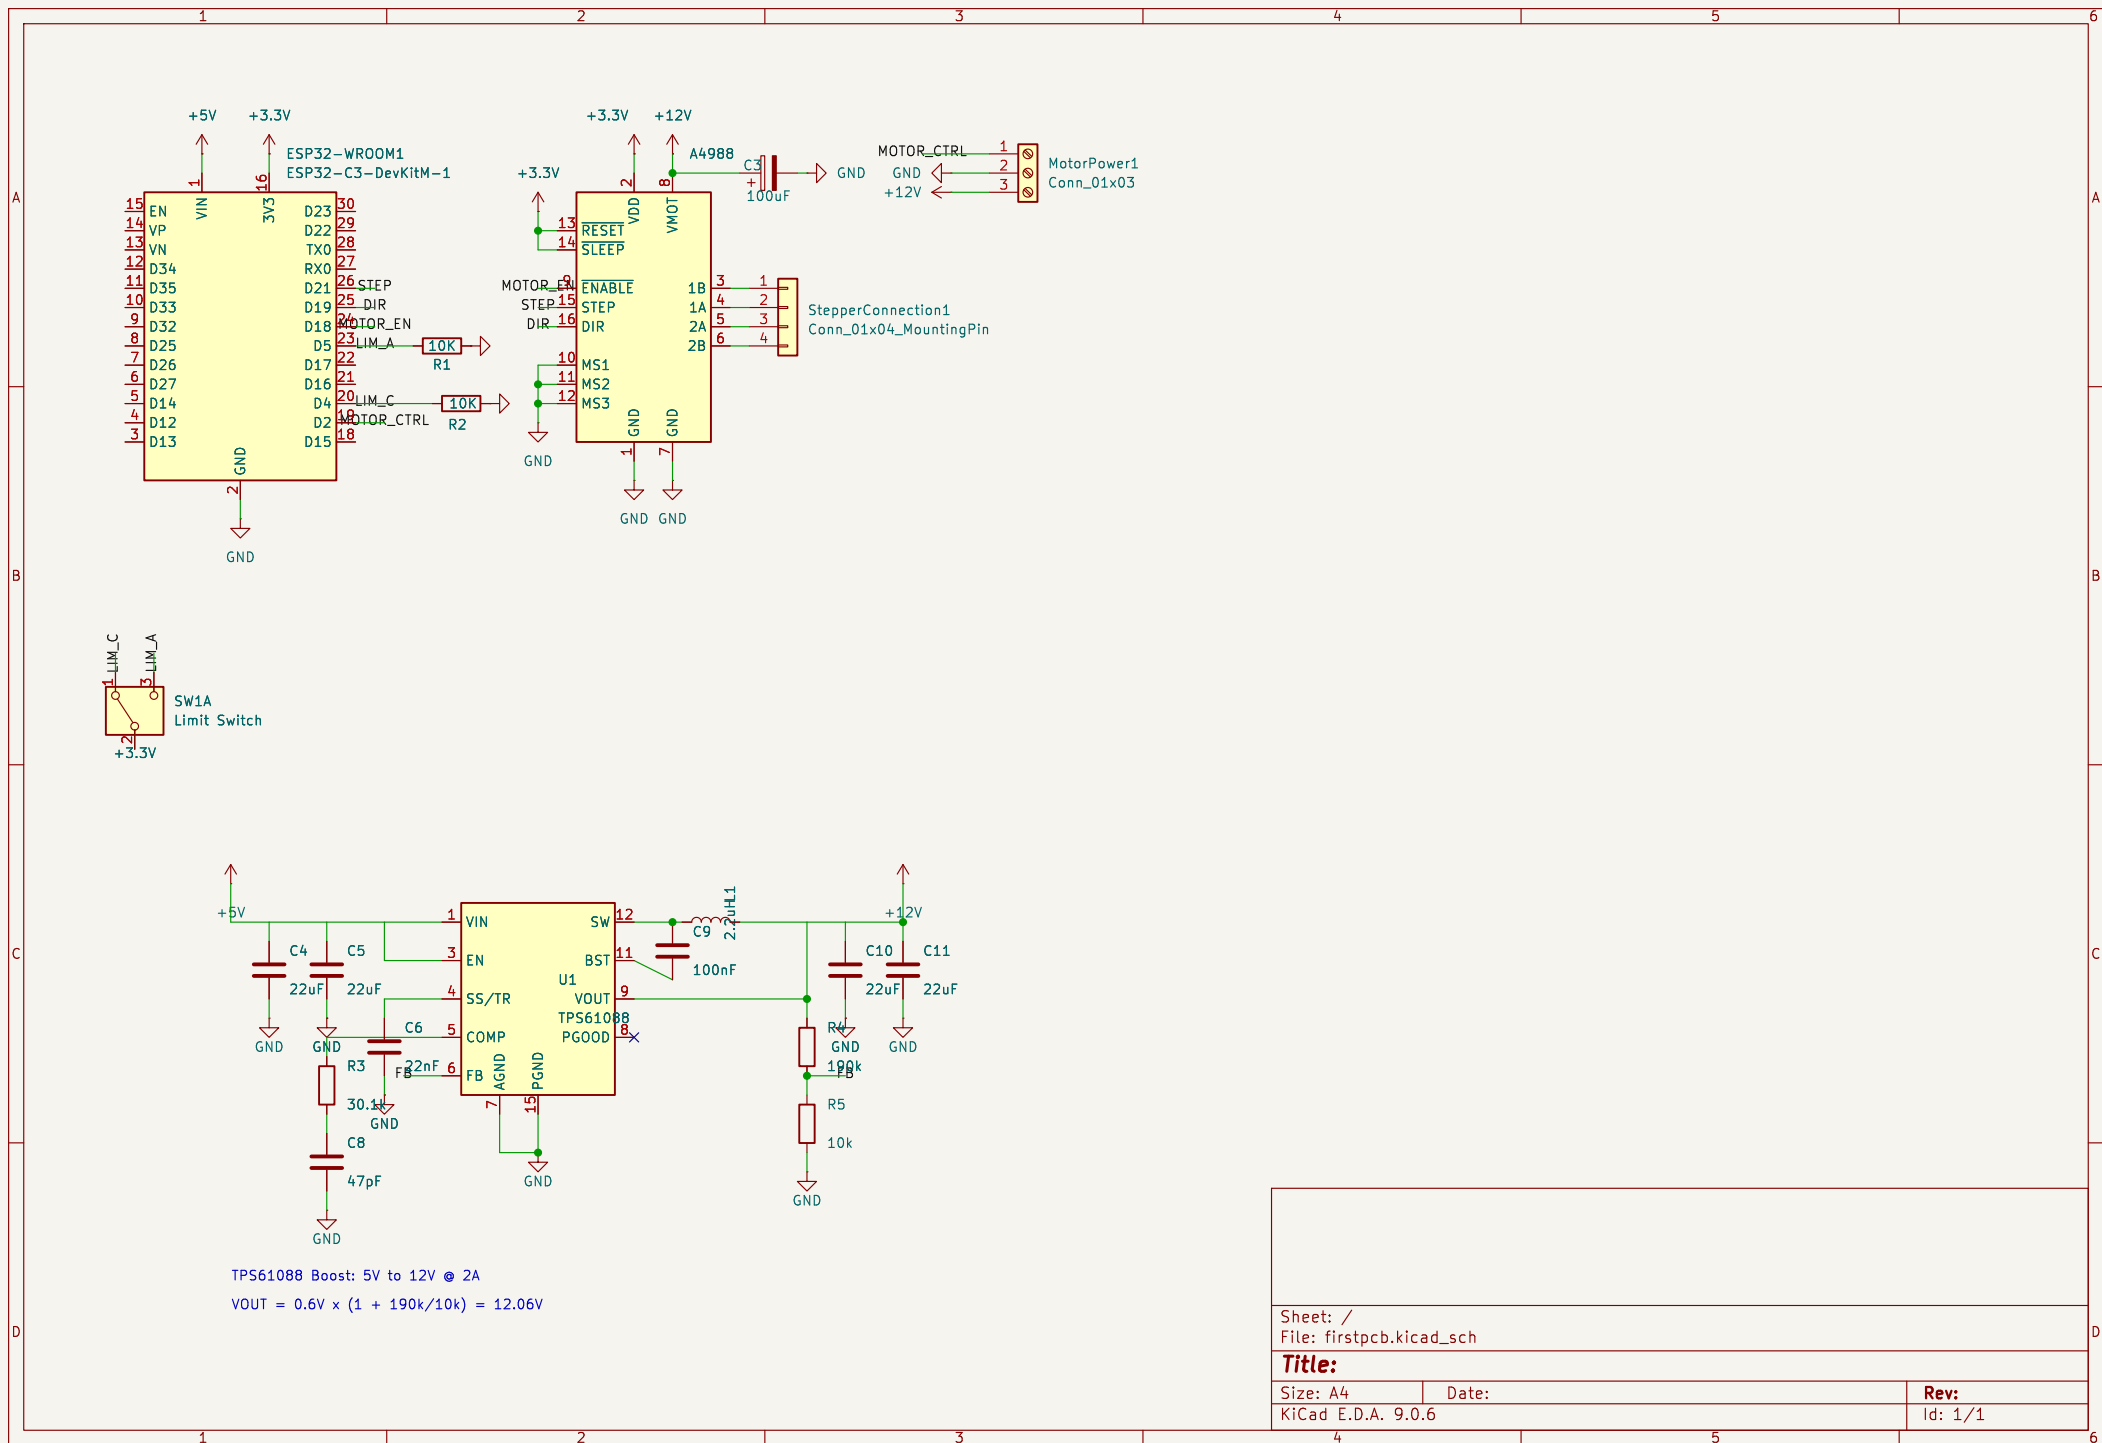 1 2 3 4 5 6
A
B
C
D
A
B
C
D
+5V
+3.3V
ESP32-WROOM1
ESP32-C3-DevKitM-1
1
VIN
16
3V3
15 EN
14 VP
13 VN
12 D34
11 D35
10 D33
9 D32
8 D25
7 D26
6 D27
5 D14
4 D12
3 D13
D23 30
D22 29
TX0 28
RX0 27
D21 26 STEP
D19 25 DIR
D18 24 MOTOR_EN
D5 23 LIM_A
D17 22
D16 21
D4 20 LIM_C
D2 19 MOTOR_CTRL
D15 18
GND
2
GND
10K
R1
10K
R2
+3.3V
+12V
A4988
+3.3V
2
VDD
8
VMOT
C3
+
100uF
GND
13 RESET
14 SLEEP
MOTOR_EN 9 ENABLE
STEP 15 STEP
DIR 16 DIR
10 MS1
11 MS2
12 MS3
GND
1B 3 1
1A 4 2
2A 5 3
2B 6 4
StepperConnection1
Conn_01x04_MountingPin
GND
1
GND
7
GND
GND
MOTOR_CTRL 1
GND 2
+12V 3
MotorPower1
Conn_01x03
LIM_C
LIM_A
1
3
SW1A
Limit Switch
2
+3.3V
+5V
C4
22uF
GND
C5
22uF
GND
1 VIN
3 EN
4 SS/TR
5 COMP
6 FB
FB
C6
22nF
GND
R3
30.1k
C8
47pF
GND
SW 12
BST 11
VOUT 9
PGOOD 8
U1
TPS61088
AGND
7
PGND
15
GND
L1
2.2uH
C9
100nF
+12V
C10
22uF
GND
C11
22uF
GND
R4
190k
FB
R5
10k
GND
TPS61088 Boost: 5V to 12V @ 2A
VOUT = 0.6V x (1 + 190k/10k) = 12.06V
Sheet: /
File: firstpcb.kicad_sch
Title:
Size: A4 Date: Rev:
KiCad E.D.A. 9.0.6 Id: 1/1
1 2 3 4 5 6